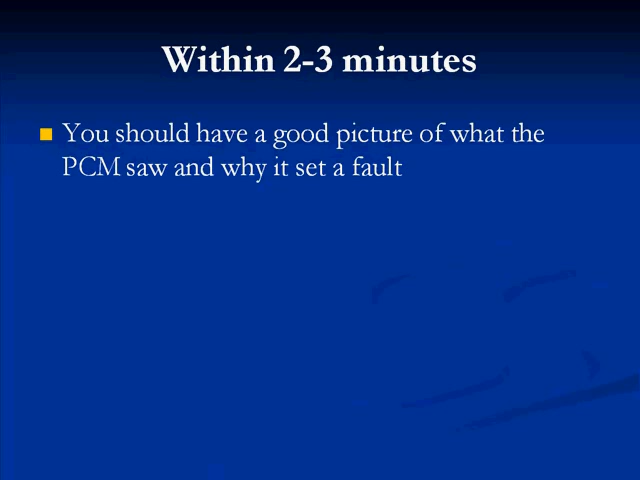 Within 2-3 minutes
You should have a good picture of what the
PCM saw and why it set a fault